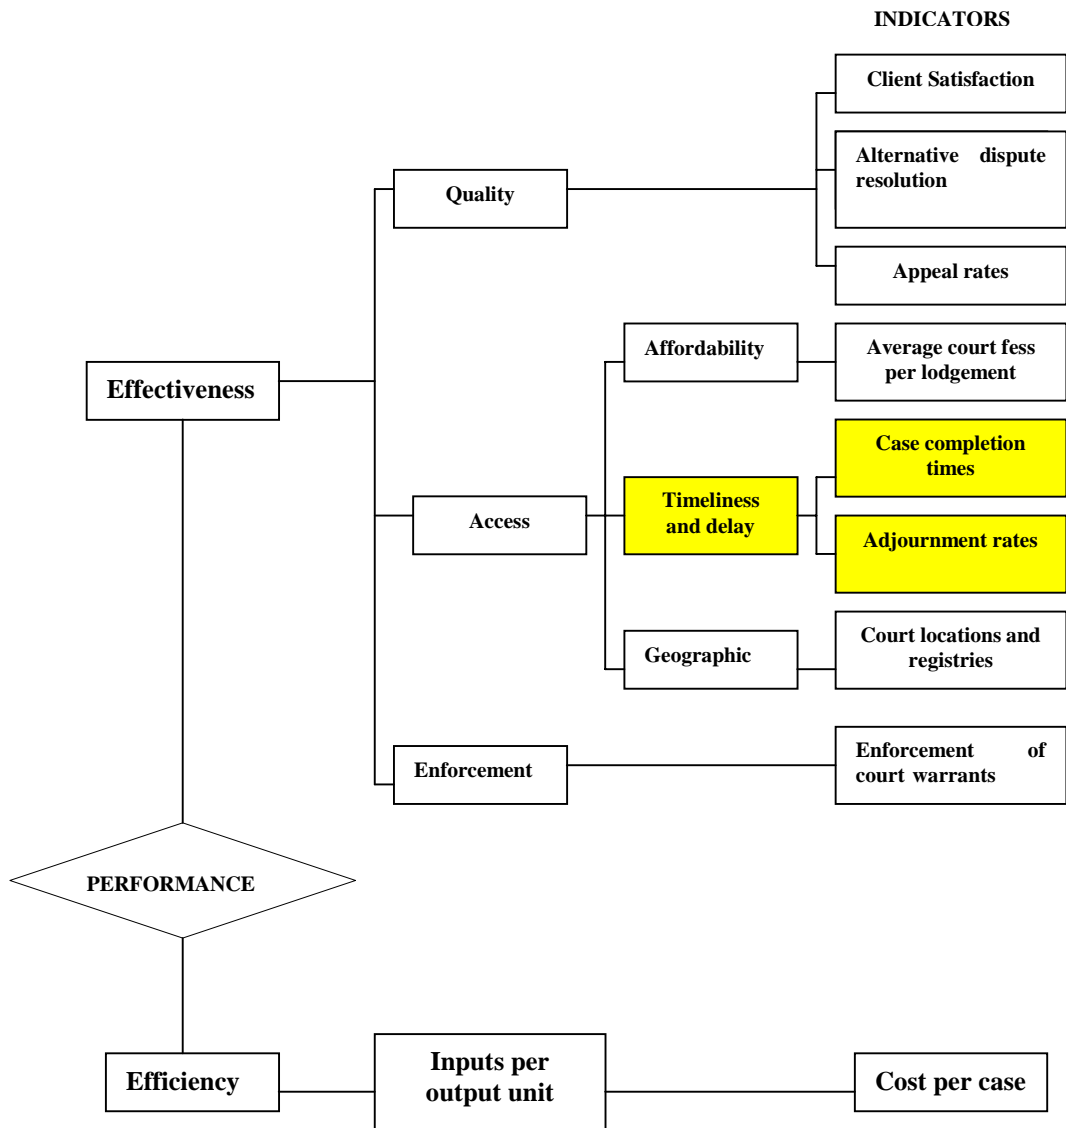 INDICATORS
Client Satisfaction
Alternative dispute
resolution
Quality
Appeal rates
Affordability
Average court fess
per lodgement
Effectiveness
Case completion
times
Timeliness
and delay
Access
Adjournment rates
Geographic
Court locations and
registries
Enforcement
Enforcement of
court warrants
PERFORMANCE
Efficiency
Inputs per
output unit
Cost per case